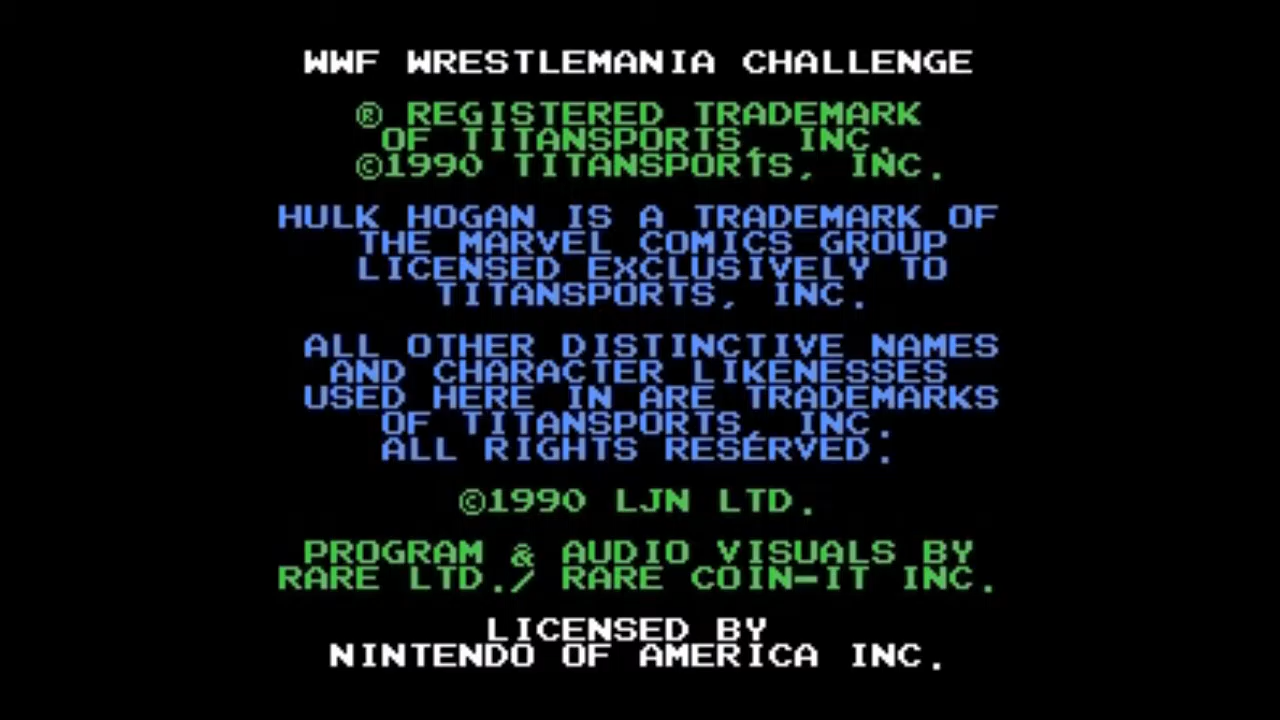 WWF WRESTLEMANIA CHALLENGE
® REGISTERED TRADEMARK
OF TITANSPORTS, INC.
©1990 TITANSPORTS, INC.
HULK HOGAN IS A TRADEMARK OF
THE MARVEL COMICS GROUP
LICENSED EXCLUSIVELY TO
TITANSPORTS, INC.
ALL OTHER DISTINCTIVE NAMES
AND CHARACTER LIKENESSES
USED HERE IN ARE TRADEMARKS
OF TITANSPORTS, INC.
ALL RIGHTS RESERVED.
©1990 LJN LTD.
PROGRAM & AUDIO VISUALS BY
RARE LTD./ RARE COIN-IT INC.
LICENSED BY
NINTENDO OF AMERICA INC.